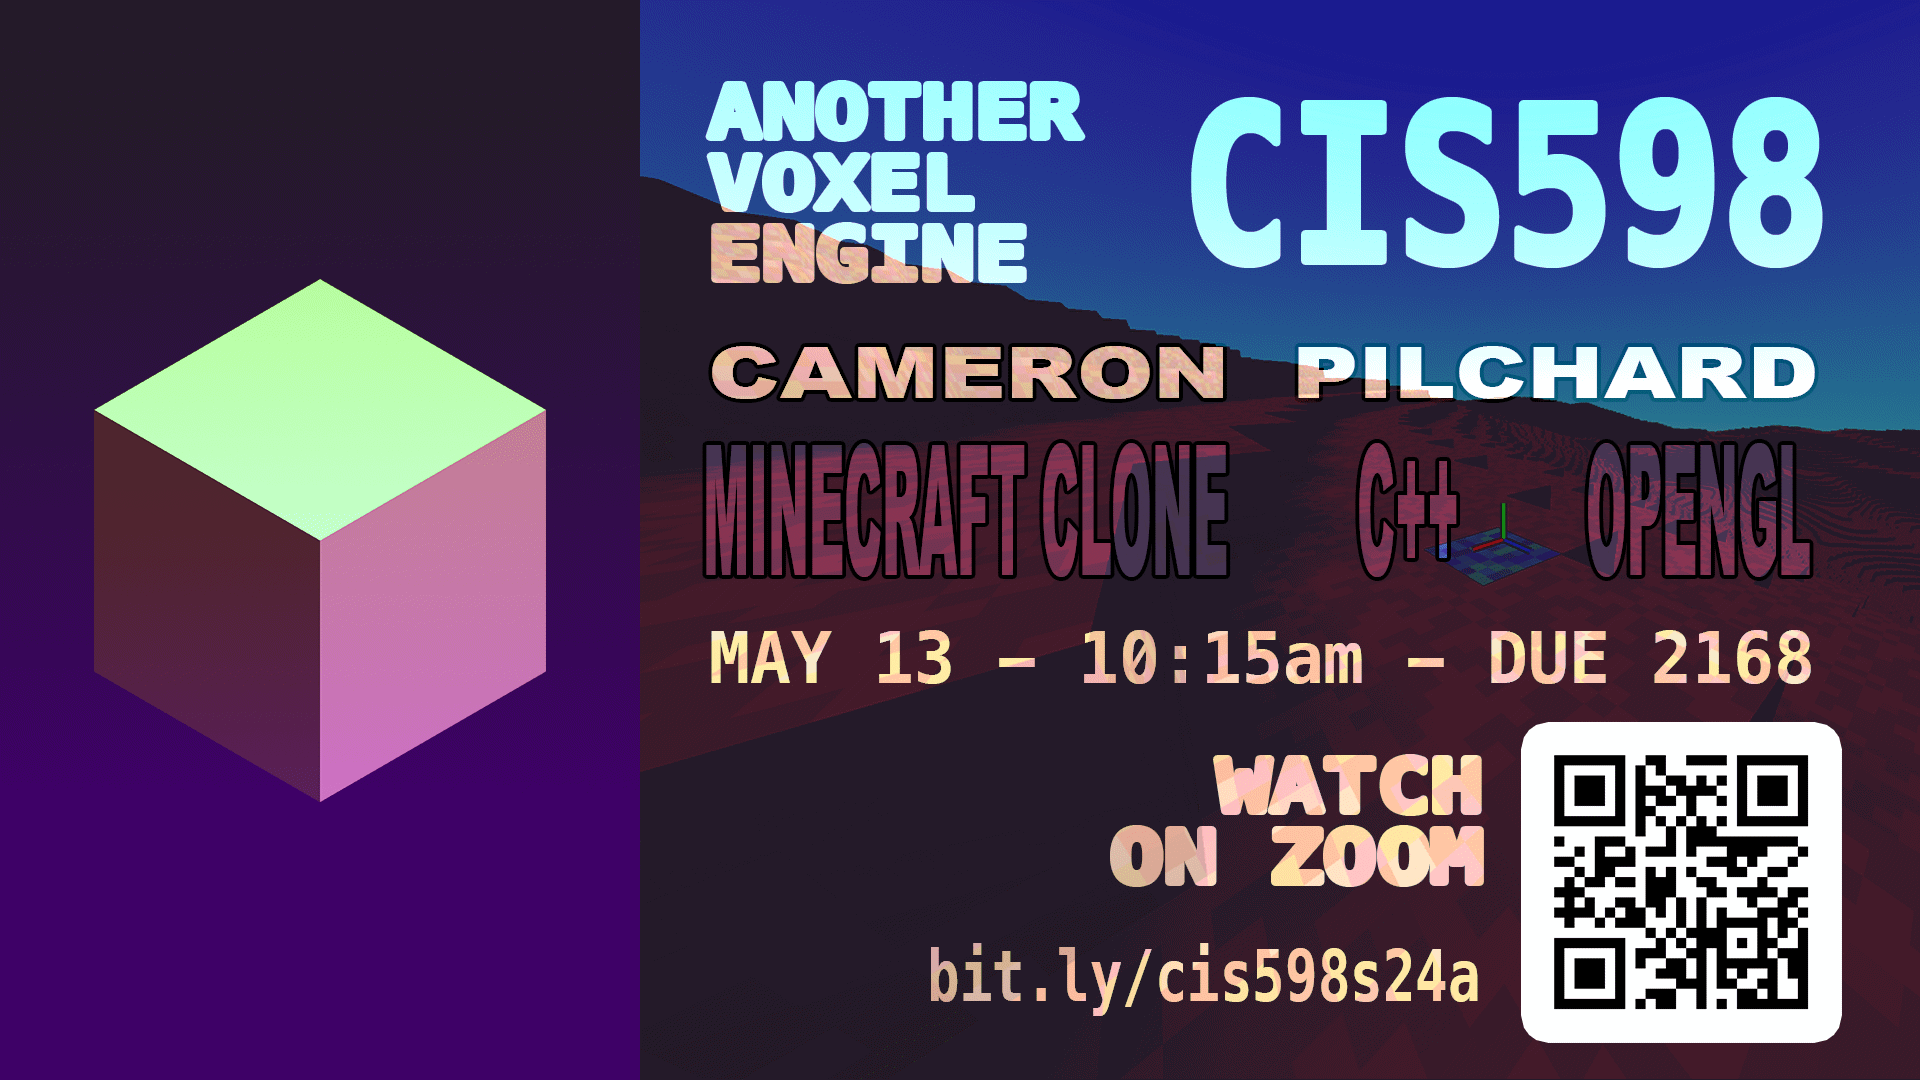 ANOTHER
VOXEL
ENGINE
CIS598
CAMERON PILCHARD
MINECRAFT CLONE C++ OPENGL
MAY 13 – 10:15am – DUE 2168
WATCH
ON ZOOM
bit.ly/cis598s24a